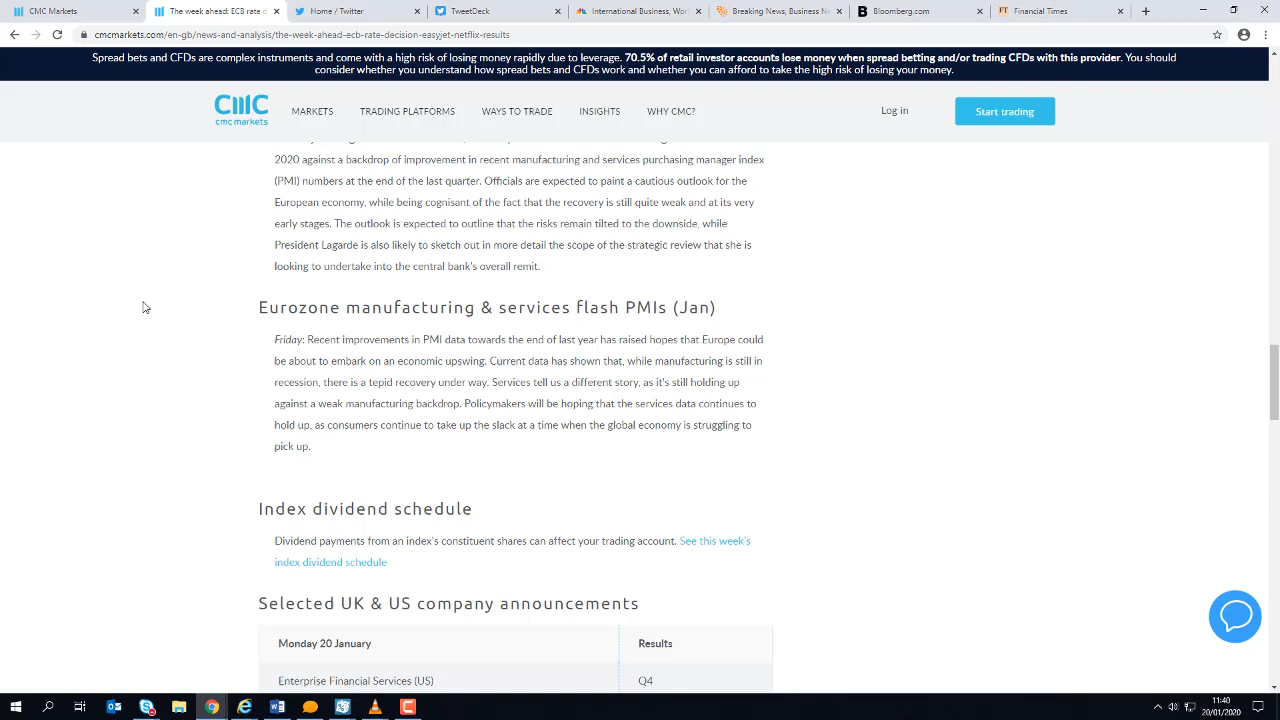 CMC Markets
The week ahead: ECB rate d
Home / Twitter
TweetDeck
International Business, Worl
Breaking News, Business Ne
Bloomberg.com
Financial Times
cmcmarkets.com/en-gb/news-and-analysis/the-week-ahead-ecb-rate-decision-easyjet-netflix-results
Spread bets and CFDs are complex instruments and come with a high risk of losing money rapidly due to leverage. 70.5% of retail investor accounts lose money when spread betting and/or trading CFDs with this provider. You should
consider whether you understand how spread bets and CFDs work and whether you can afford to take the high risk of losing your money.
cmc markets
MARKETS
TRADING PLATFORMS
WAYS TO TRADE
INSIGHTS
WHY CMC?
Log in
Start trading
2020 against a backdrop of improvement in recent manufacturing and services purchasing manager index
(PMI) numbers at the end of the last quarter. Officials are expected to paint a cautious outlook for the
European economy, while being cognisant of the fact that the recovery is still quite weak and at its very
early stages. The outlook is expected to outline that the risks remain tilted to the downside, while
President Lagarde is also likely to sketch out in more detail the scope of the strategic review that she is
looking to undertake into the central bank's overall remit.
Eurozone manufacturing & services flash PMIs (Jan)
Friday: Recent improvements in PMI data towards the end of last year has raised hopes that Europe could
be about to embark on an economic upswing. Current data has shown that, while manufacturing is still in
recession, there is a tepid recovery under way. Services tell us a different story, as it's still holding up
against a weak manufacturing backdrop. Policymakers will be hoping that the services data continues to
hold up, as consumers continue to take up the slack at a time when the global economy is struggling to
pick up.
Index dividend schedule
Dividend payments from an index's constituent shares can affect your trading account. See this week's
index dividend schedule
Selected UK & US company announcements
Monday 20 January
Results
Enterprise Financial Services (US)
Q4
11:40
20/01/2020